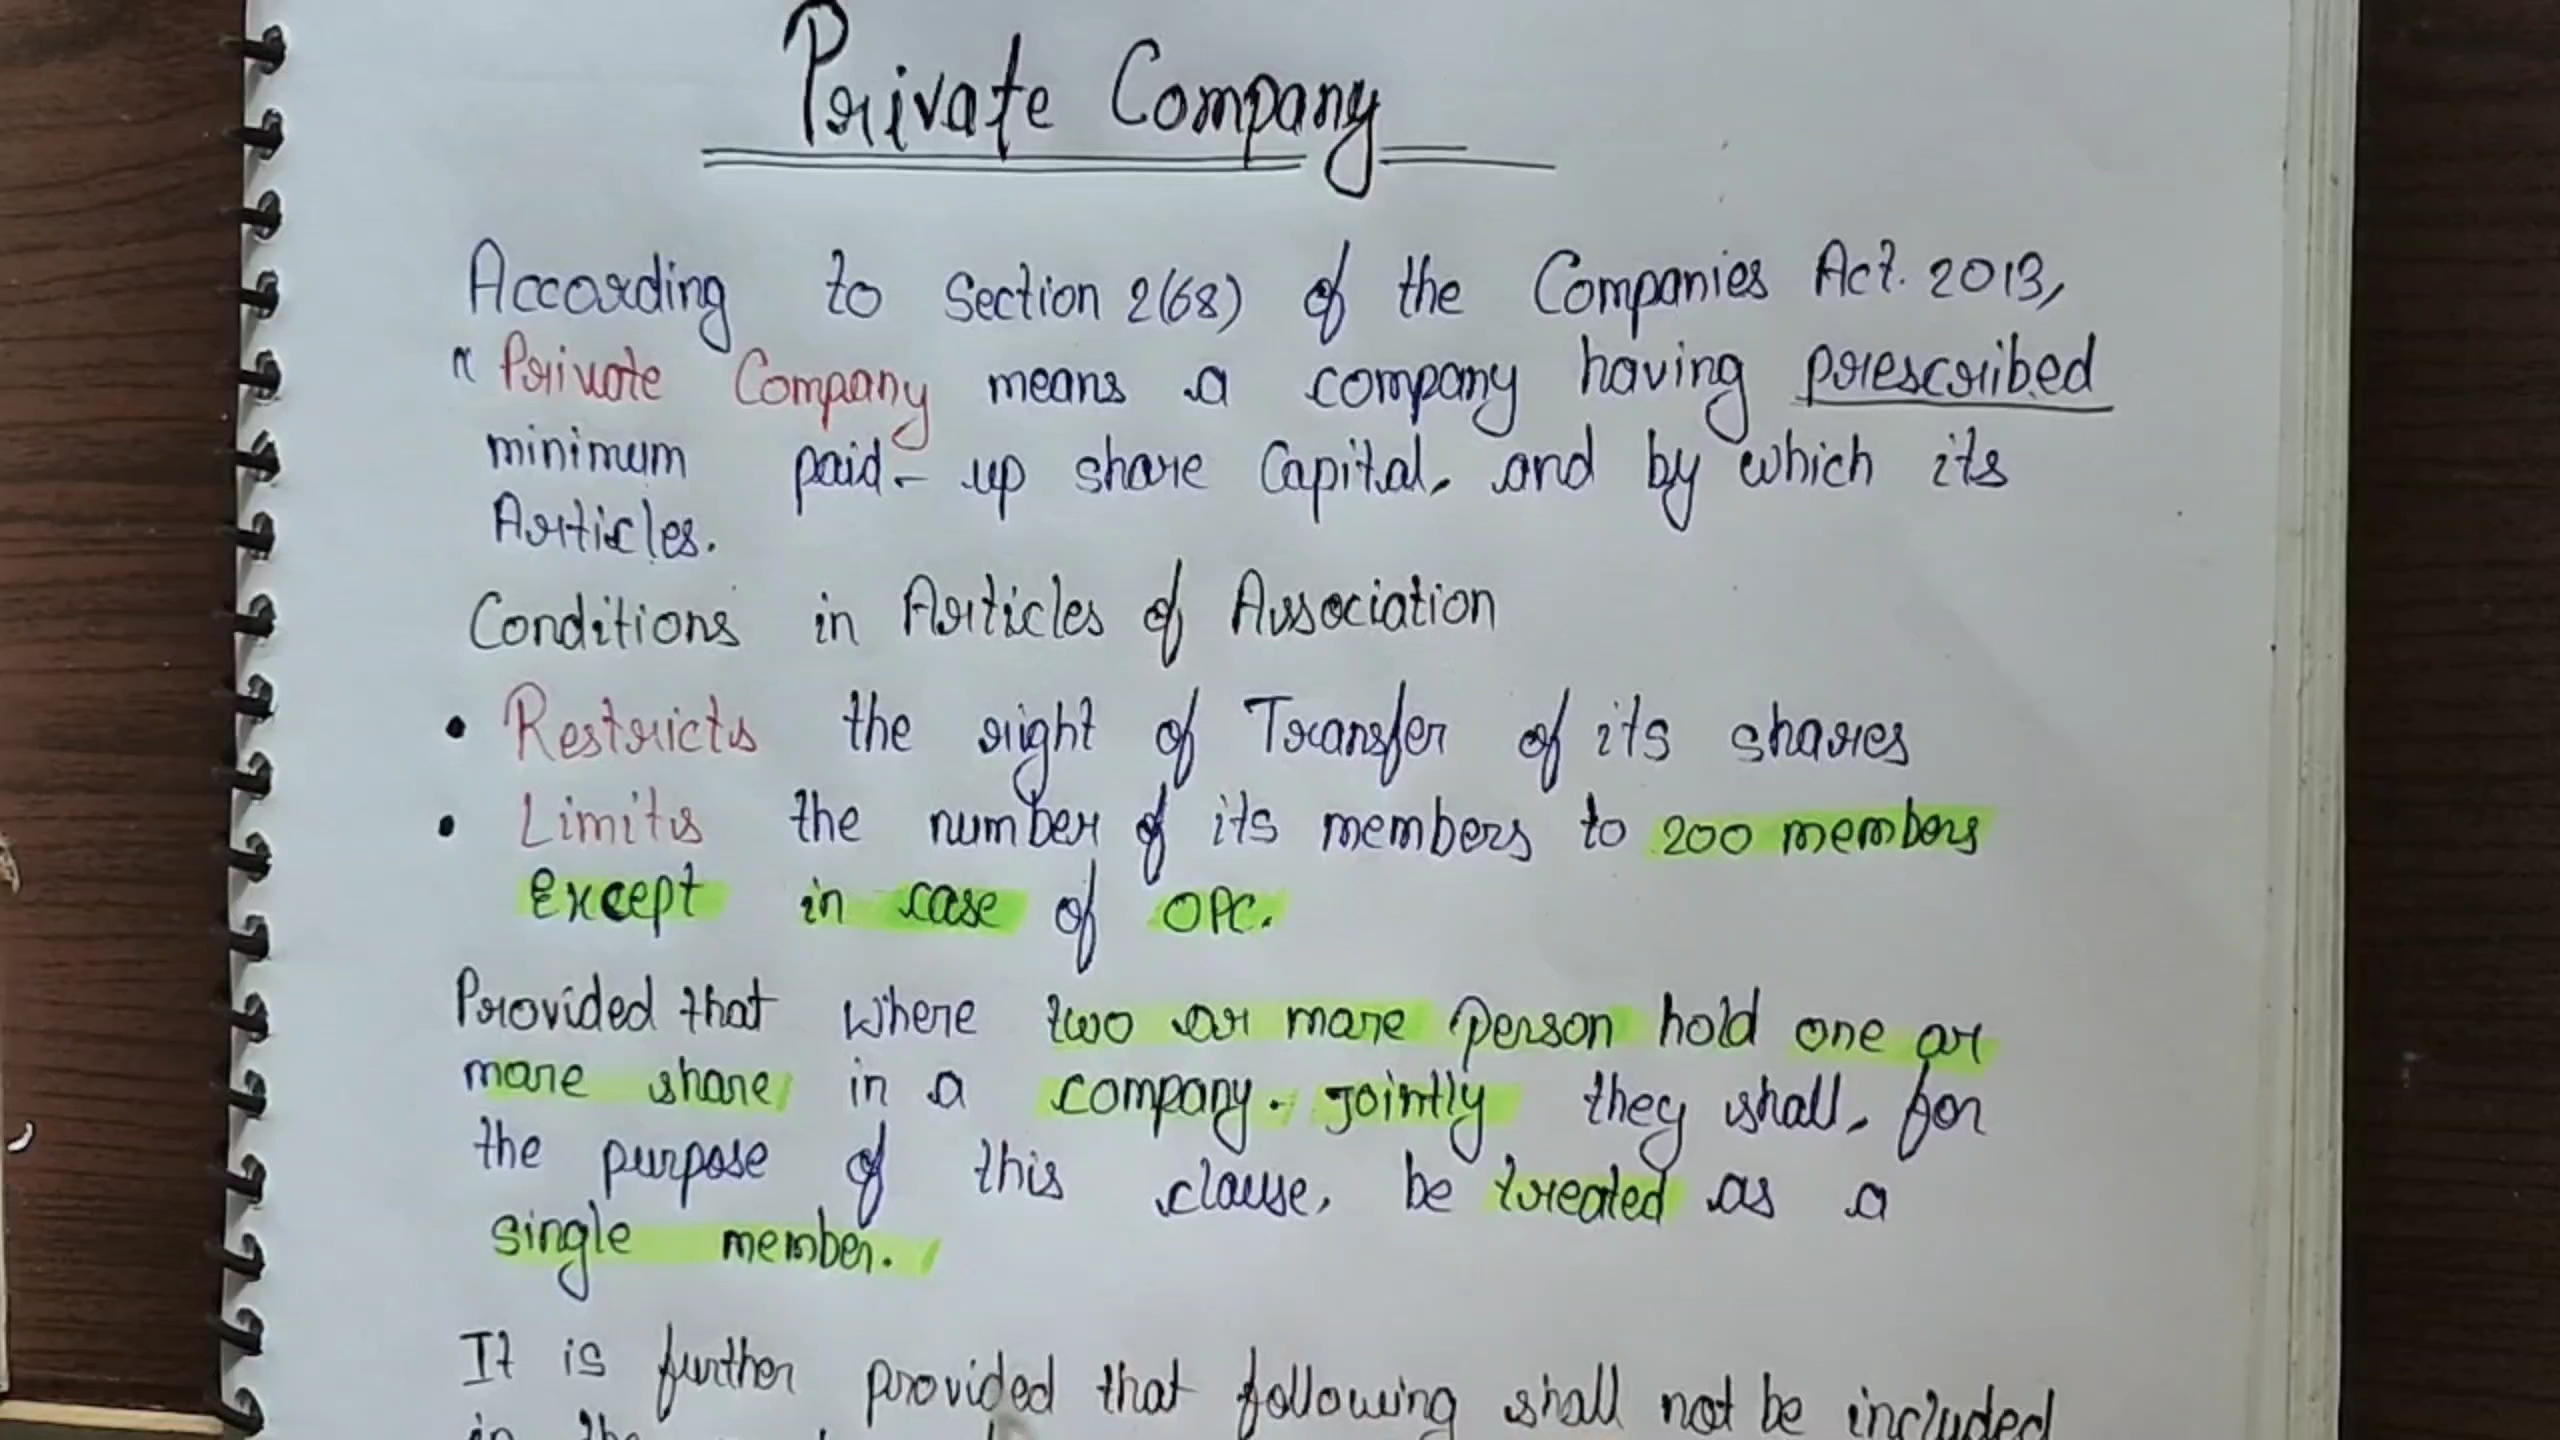 Private Company
According to Section 2(68) of the Companies Act. 2013,
" Private Company means a company having prescribed
minimum paid-up share Capital, and by which its
Articles.
Conditions in Articles of Association
• Restricts the right of Transfer of its shares
• Limits the number of its members to 200 members
Except in case of OPC.
Provided that where two or more person hold one or
more share in a company. Jointly they shall, for
the purpose of this clause, be treated as a
single member.
It is further provided that following shall not be included
in the